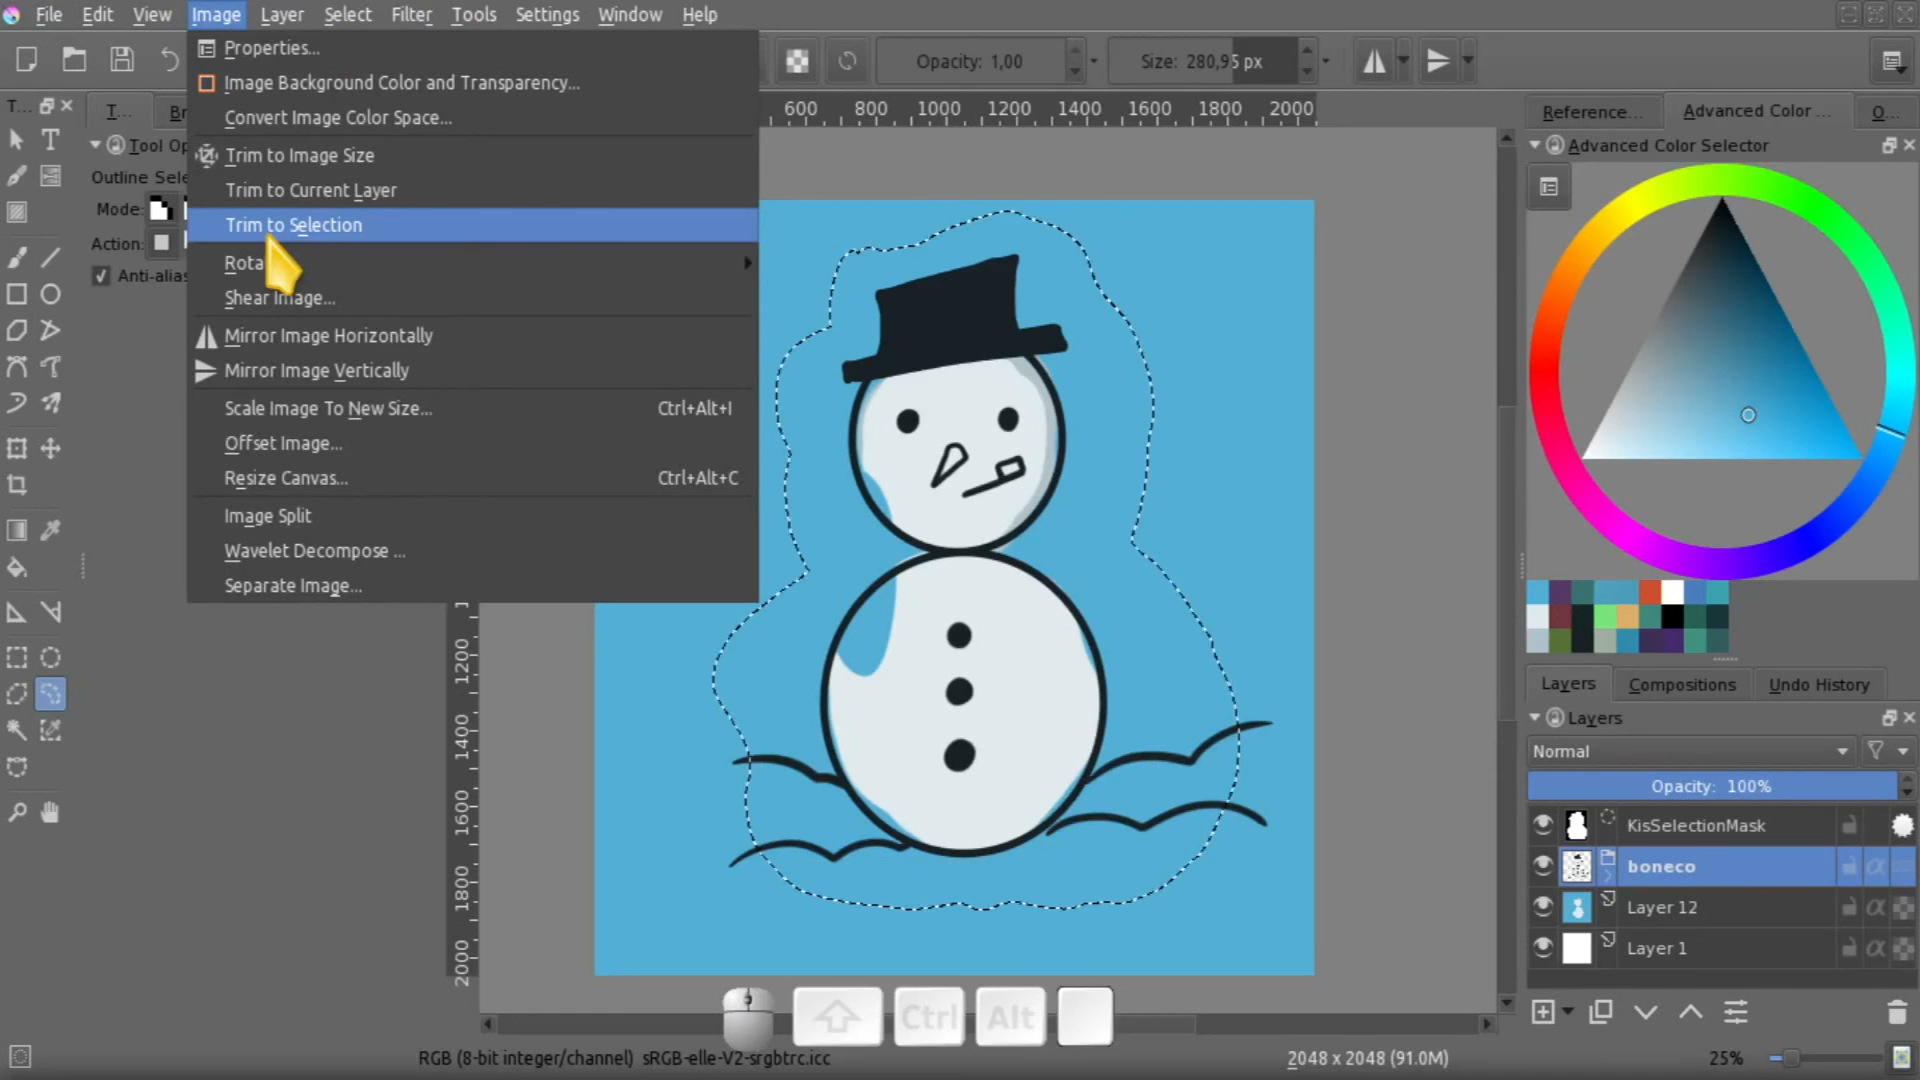 File Edit View Image Layer Select Filter Tools Settings Window Help
Properties...
Image Background Color and Transparency...
Convert Image Color Space...
Trim to Image Size
Trim to Current Layer
Trim to Selection
Rota
Shear Image...
Mirror Image Horizontally
Mirror Image Vertically
Scale Image To New Size... Ctrl+Alt+I
Offset Image...
Resize Canvas... Ctrl+Alt+C
Image Split
Wavelet Decompose ...
Separate Image...
Opacity: 1,00
Size: 280,95 px
T...
T...
Br
Tool Op
Outline Sele
Mode:
Action:
Anti-alias
600 800 1000 1200 1400 1600 1800 2000
1
1200
1400
1600
1800
2000
Reference... Advanced Color ... O...
Advanced Color Selector
Layers Compositions Undo History
Layers
Normal
Opacity: 100%
KisSelectionMask
boneco
Layer 12
Layer 1
Ctrl Alt
RGB (8-bit integer/channel) sRGB-elle-V2-srgbtrc.icc
2048 x 2048 (91.0M)
25%